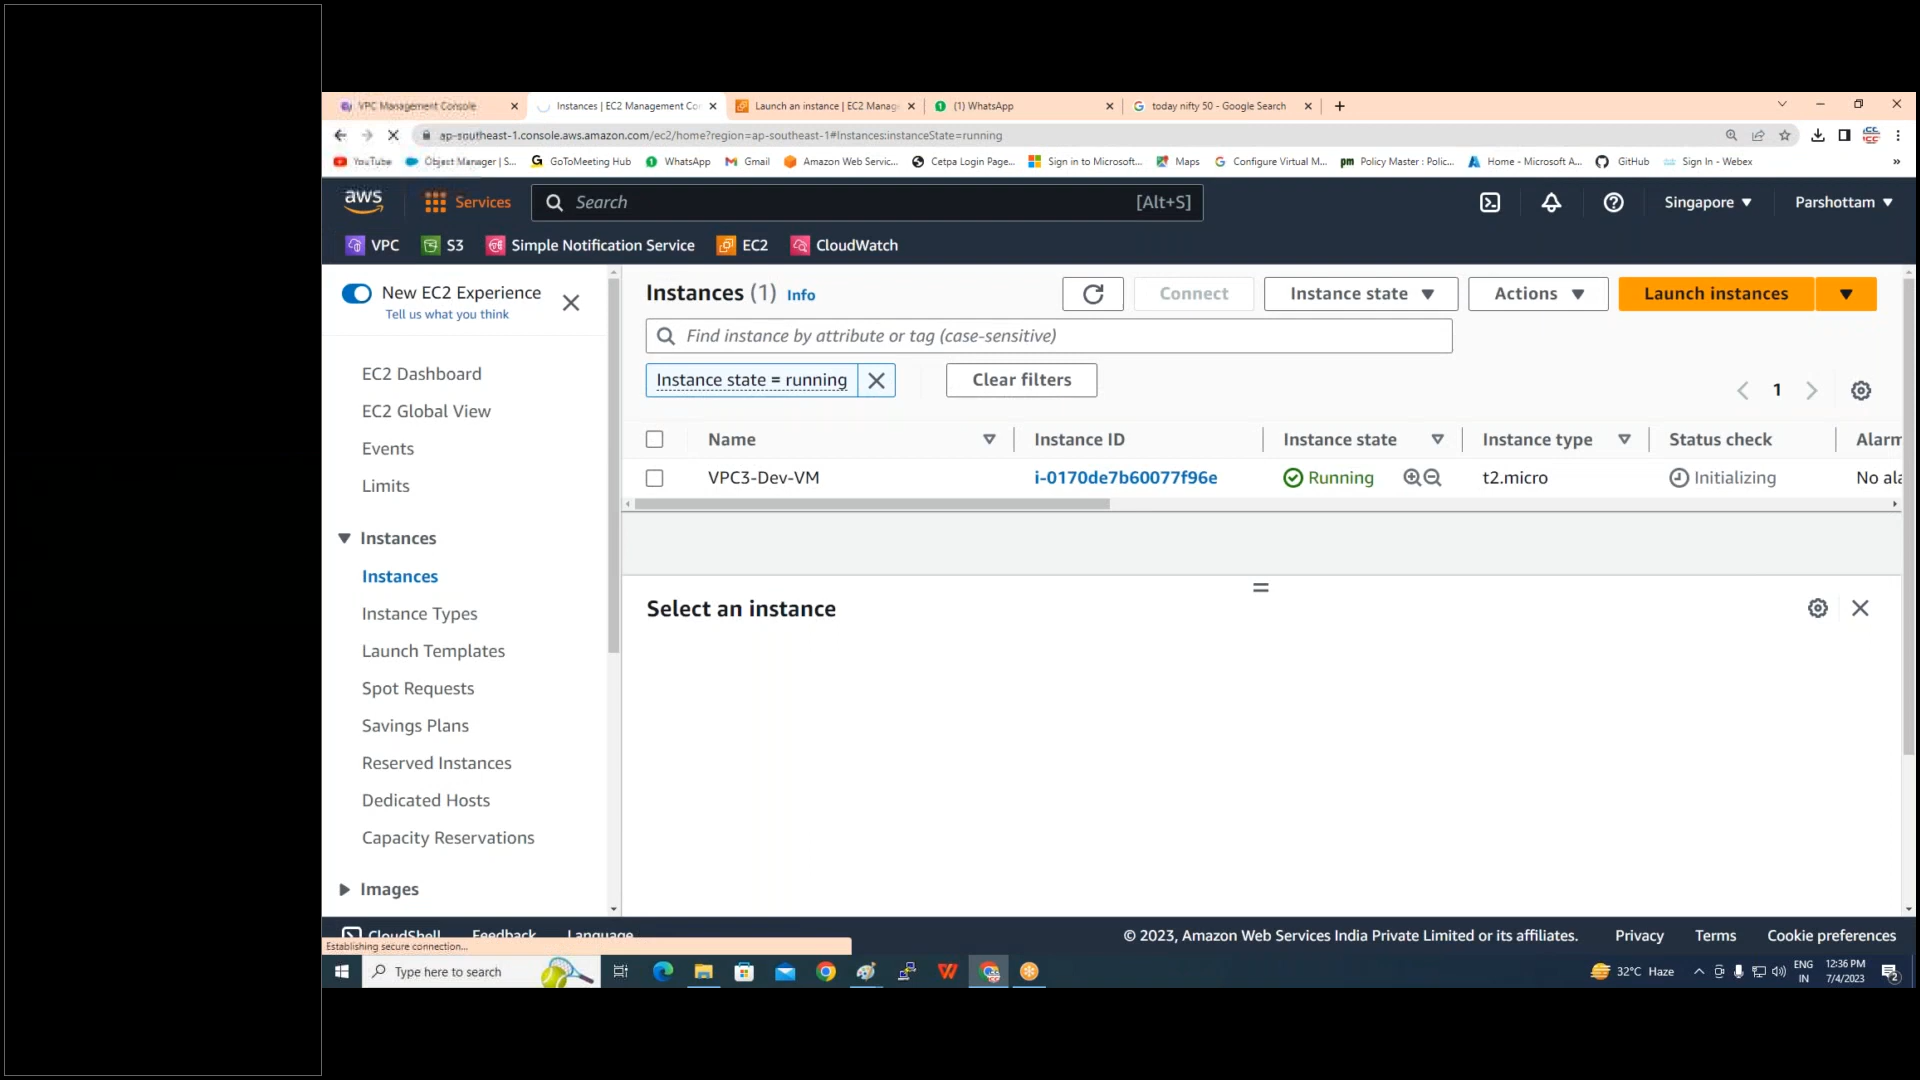 VPC Management Console
Instances | EC2 Management Co
Launch an instance | EC2 Manag
(1) WhatsApp
today nifty 50 - Google Search
ap-southeast-1.console.aws.amazon.com/ec2/home?region=ap-southeast-1#Instances:instanceState=running
YouTube
Object Manager | S...
GoToMeeting Hub
WhatsApp
Gmail
Amazon Web Servic...
Cetpa Login Page...
Sign in to Microsoft...
Maps
Configure Virtual M...
Policy Master : Polic...
Home - Microsoft A...
GitHub
Sign In - Webex
»
aws
Services
Search
[Alt+S]
Singapore
Parshottam
VPC
S3
Simple Notification Service
EC2
CloudWatch
New EC2 Experience
Tell us what you think
EC2 Dashboard
EC2 Global View
Events
Limits
Instances
Instances
Instance Types
Launch Templates
Spot Requests
Savings Plans
Reserved Instances
Dedicated Hosts
Capacity Reservations
Images
Instances (1) Info
Connect
Instance state
Actions
Launch instances
Find instance by attribute or tag (case-sensitive)
Instance state = running
Clear filters
1
Name
Instance ID
Instance state
Instance type
Status check
Alarm
VPC3-Dev-VM
i-0170de7b60077f96e
Running
t2.micro
Initializing
No ala
Select an instance
CloudShell
Feedback
Language
© 2023, Amazon Web Services India Private Limited or its affiliates.
Privacy
Terms
Cookie preferences
Establishing secure connection...
Type here to search
32°C Haze
ENG
IN
12:36 PM
7/4/2023
2